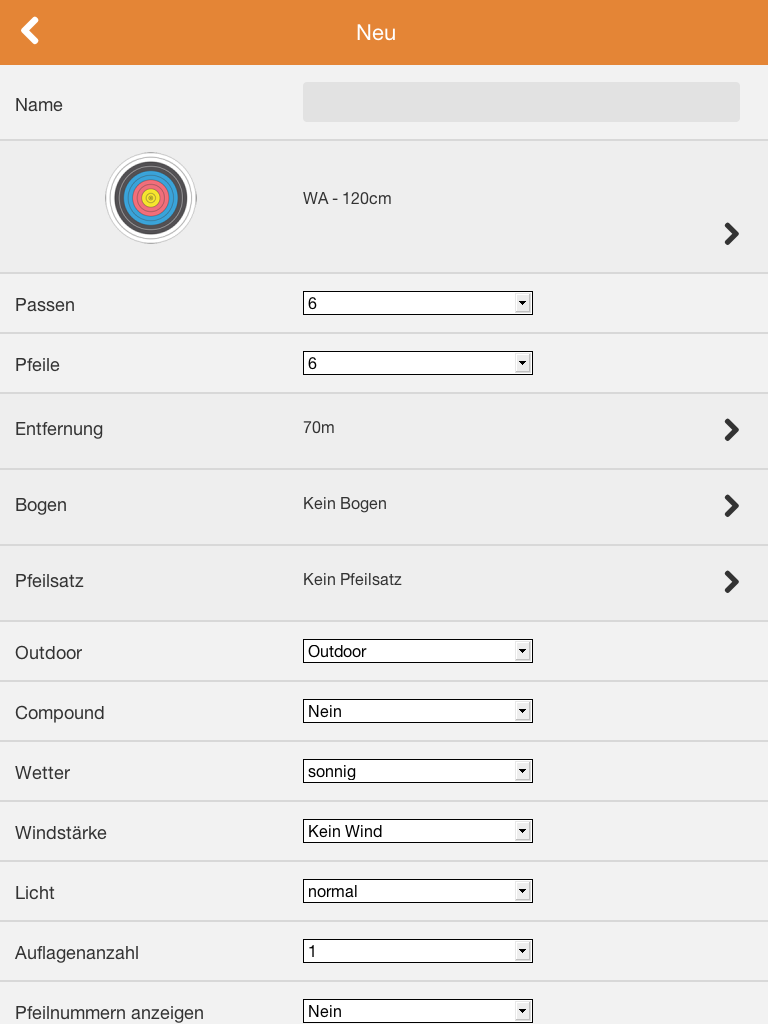 Neu
Name
WA - 120cm
Passen 6
Pfeile 6
Entfernung 70m
Bogen Kein Bogen
Pfeilsatz Kein Pfeilsatz
Outdoor Outdoor
Compound Nein
Wetter sonnig
Windstärke Kein Wind
Licht normal
Auflagenanzahl 1
Pfeilnummern anzeigen Nein